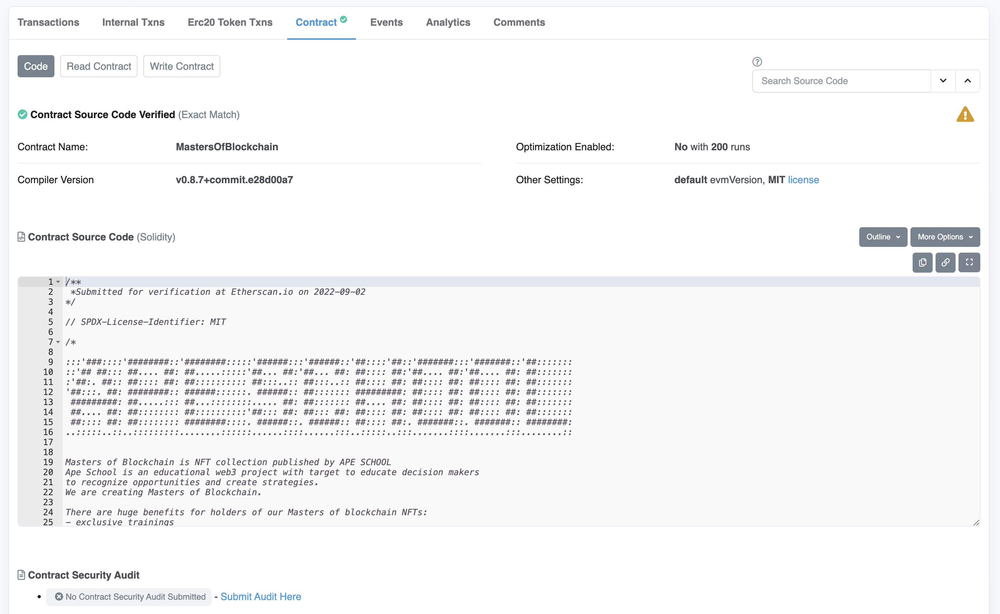 Transactions Internal Txns Erc20 Token Txns Contract Events Analytics Comments
Code Read Contract Write Contract
Search Source Code
Contract Source Code Verified (Exact Match)
Contract Name: MastersOfBlockchain Optimization Enabled: No with 200 runs
Compiler Version v0.8.7+commit.e28d00a7 Other Settings: default evmVersion, MIT license
Contract Source Code (Solidity) Outline More Options
1 /**
2  *Submitted for verification at Etherscan.io on 2022-09-02
3 */
4
5 // SPDX-License-Identifier: MIT
6
7 /*
8
9 :::'###::::'########::'########:::::'######:::'######::'##::::'##::'#######:::'#######::'##:::::::
10 ::'## ##::: ##.... ##: ##.....:::::'##... ##:'##... ##: ##:::: ##:'##.... ##:'##.... ##: ##:::::::
11 :'##:. ##:: ##:::: ##: ##:::::::::: ##:::..:: ##:::..:: ##:::: ##: ##:::: ##: ##:::: ##: ##:::::::
12 '##:::. ##: ########:: ######::::::. ######:: ##::::::: #########: ##:::: ##: ##:::: ##: ##:::::::
13  #########: ##.....::: ##...::::::::..... ##: ##::::::: ##.... ##: ##:::: ##: ##:::: ##: ##:::::::
14  ##.... ##: ##:::::::: ##::::::::::'##::: ##: ##::: ##: ##:::: ##: ##:::: ##: ##:::: ##: ##:::::::
15  ##:::: ##: ##:::::::: ########::::. ######::. ######:: ##:::: ##:. #######::. #######:: ########:
16 ..:::::..::..:::::::::........::::::......::::......:::..:::::..:::.......::::.......:::........::
17
18
19 Masters of Blockchain is NFT collection published by APE SCHOOL
20 Ape School is an educational web3 project with target to educate decision makers
21 to recognize opportunities and create strategies.
22 We are creating Masters of Blockchain.
23
24 There are huge benefits for holders of our Masters of blockchain NFTs:
25 - exclusive trainings
Contract Security Audit
No Contract Security Audit Submitted - Submit Audit Here